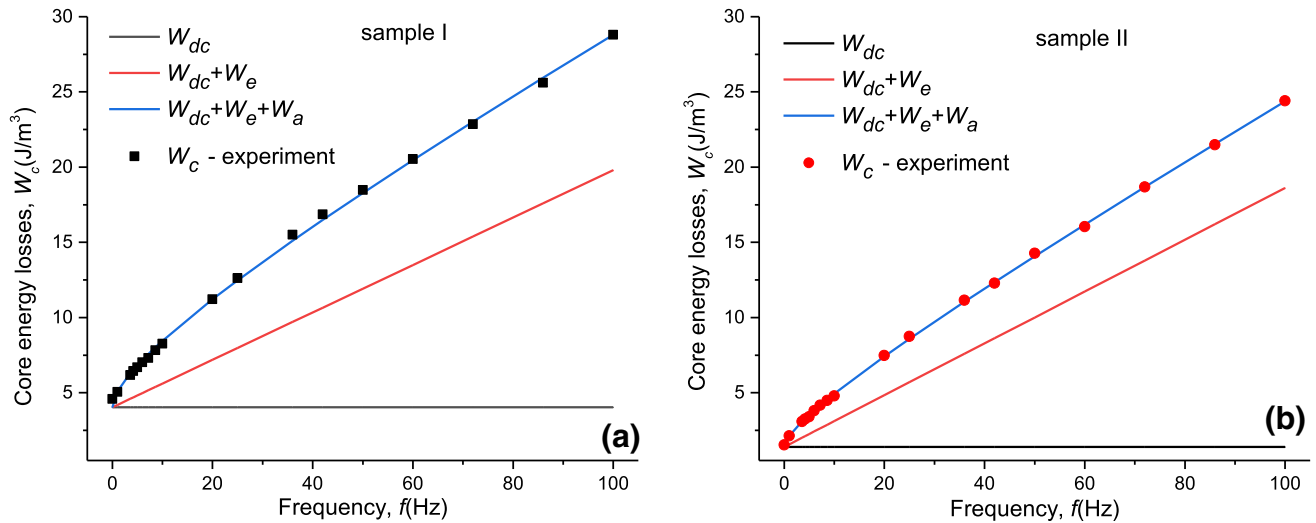 sample I
W_dc
W_dc+W_e
W_dc+W_e+W_a
W_c - experiment
Core energy losses, W_c(J/m³)
30
25
20
15
10
5
0
20
40
60
80
100
Frequency, f(Hz)
(a)
sample II
W_dc
W_dc+W_e
W_dc+W_e+W_a
W_c - experiment
Core energy losses, W_c(J/m³)
30
25
20
15
10
5
0
20
40
60
80
100
Frequency, f(Hz)
(b)